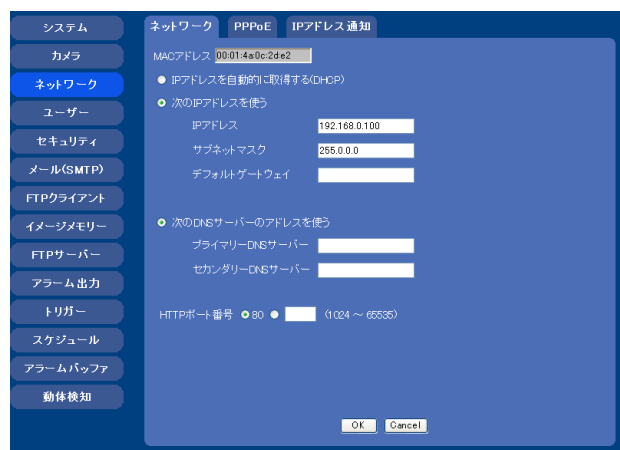 システム
カメラ
ネットワーク
ユーザー
セキュリティ
メール(SMTP)
FTPクライアント
イメージメモリー
FTPサーバー
アラーム出力
トリガー
スケジュール
アラームバッファ
動体検知
ネットワーク PPPoE IPアドレス通知
MACアドレス 00:01:4a:0c:2d:e2
IPアドレスを自動的に取得する(DHCP)
次のIPアドレスを使う
IPアドレス 192.168.0.100
サブネットマスク 255.0.0.0
デフォルトゲートウェイ
次のDNSサーバーのアドレスを使う
プライマリーDNSサーバー
セカンダリーDNSサーバー
HTTPポート番号 80 (1024 ～ 65535)
OK Cancel